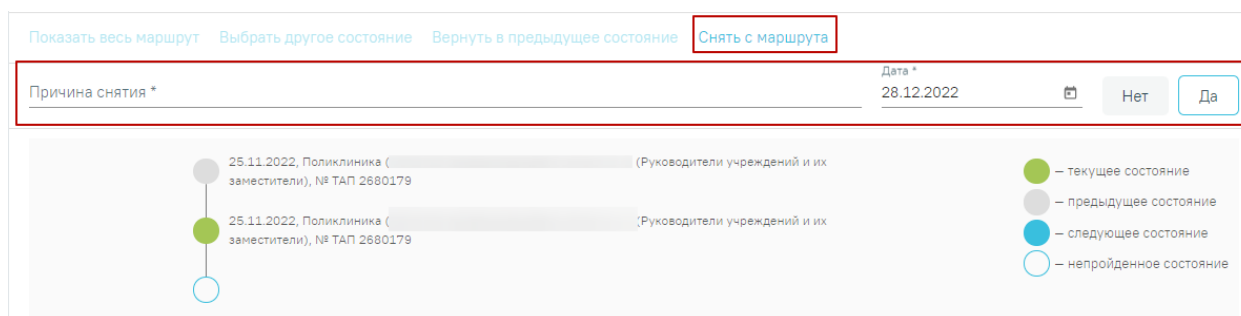 Показать весь маршрут Выбрать другое состояние Вернуть в предыдущее состояние Снять с маршрута
Дата *
Причина снятия * 28.12.2022 Нет Да
25.11.2022, Поликлиника ( (Руководители учреждений и их
заместители), № ТАП 2680179
25.11.2022, Поликлиника ( (Руководители учреждений и их
заместители), № ТАП 2680179
– текущее состояние
– предыдущее состояние
– следующее состояние
– непройденное состояние